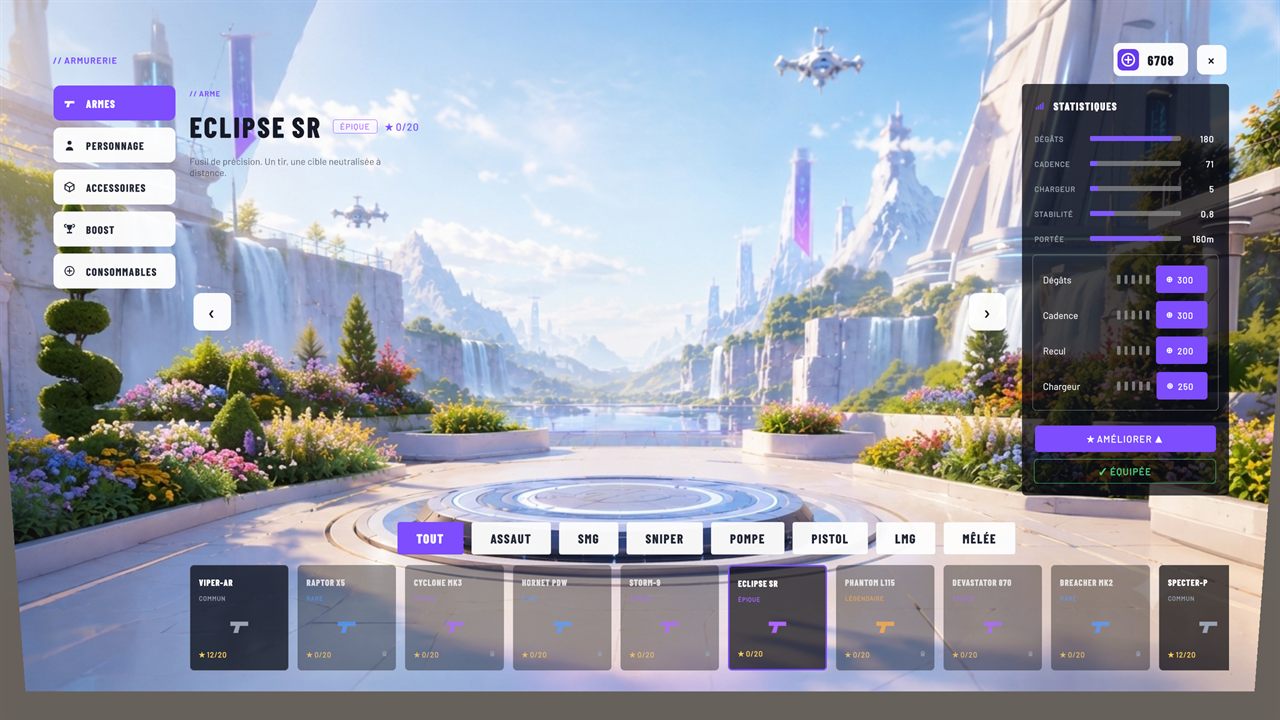 // ARMURERIE
6708
×
ARMES
PERSONNAGE
ACCESSOIRES
BOOST
CONSOMMABLES
// ARME
ECLIPSE SR
ÉPIQUE
★ 0/20
Fusil de précision. Un tir, une cible neutralisée à
distance.
‹
›
STATISTIQUES
DÉGÂTS 180
CADENCE 71
CHARGEUR 5
STABILITÉ 0,8
PORTÉE 160m
Dégâts 300
Cadence 300
Recul 200
Chargeur 250
★ AMÉLIORER ▲
✓ ÉQUIPÉE
TOUT
ASSAUT
SMG
SNIPER
POMPE
PISTOL
LMG
MÊLÉE
VIPER-AR
COMMUN
★ 12/20
RAPTOR X5
RARE
★ 0/20
CYCLONE MK3
★ 0/20
HORNET PDW
★ 0/20
STORM-9
★ 0/20
ECLIPSE SR
ÉPIQUE
★ 0/20
PHANTOM L115
LÉGENDAIRE
★ 0/20
DEVASTATOR 870
★ 0/20
BREACHER MK2
RARE
★ 0/20
SPECTER-P
COMMUN
★ 12/20